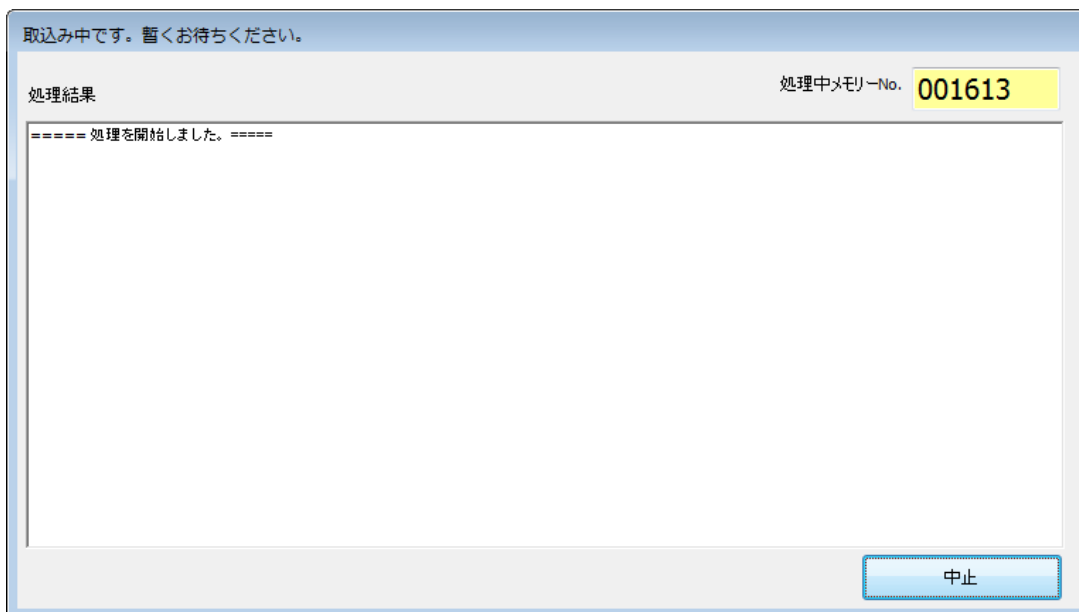 取込み中です。暫くお待ちください。
処理中メモリーNo. 001613
処理結果
===== 処理を開始しました。=====
中止